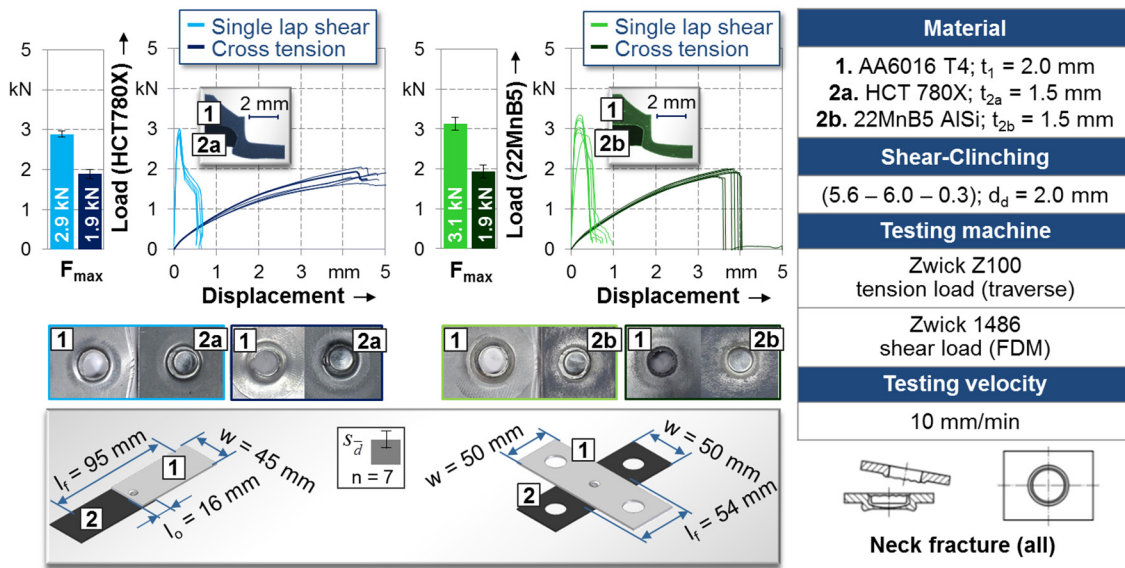 Single lap shear
Cross tension
5
kN
3
2
1
0
2.9 kN
1.9 kN
Fmax
Load (HCT780X)
5
kN
3
2
1
0
1
2a
2 mm
0
1
2
3
mm
5
Displacement
Single lap shear
Cross tension
5
kN
3
2
1
0
3.1 kN
1.9 kN
Fmax
Load (22MnB5)
5
kN
3
2
1
0
1
2b
2 mm
0
1
2
3
mm
5
Displacement
1
2a
1
2a
1
2b
1
2b
lf = 95 mm
w = 45 mm
lo = 16 mm
1
2
sd̅
n = 7
w = 50 mm
w = 50 mm
lf = 54 mm
1
2
Material
1. AA6016 T4; t1 = 2.0 mm
2a. HCT 780X; t2a = 1.5 mm
2b. 22MnB5 AlSi; t2b = 1.5 mm
Shear-Clinching
(5.6 – 6.0 – 0.3); dd = 2.0 mm
Testing machine
Zwick Z100
tension load (traverse)
Zwick 1486
shear load (FDM)
Testing velocity
10 mm/min
Neck fracture (all)